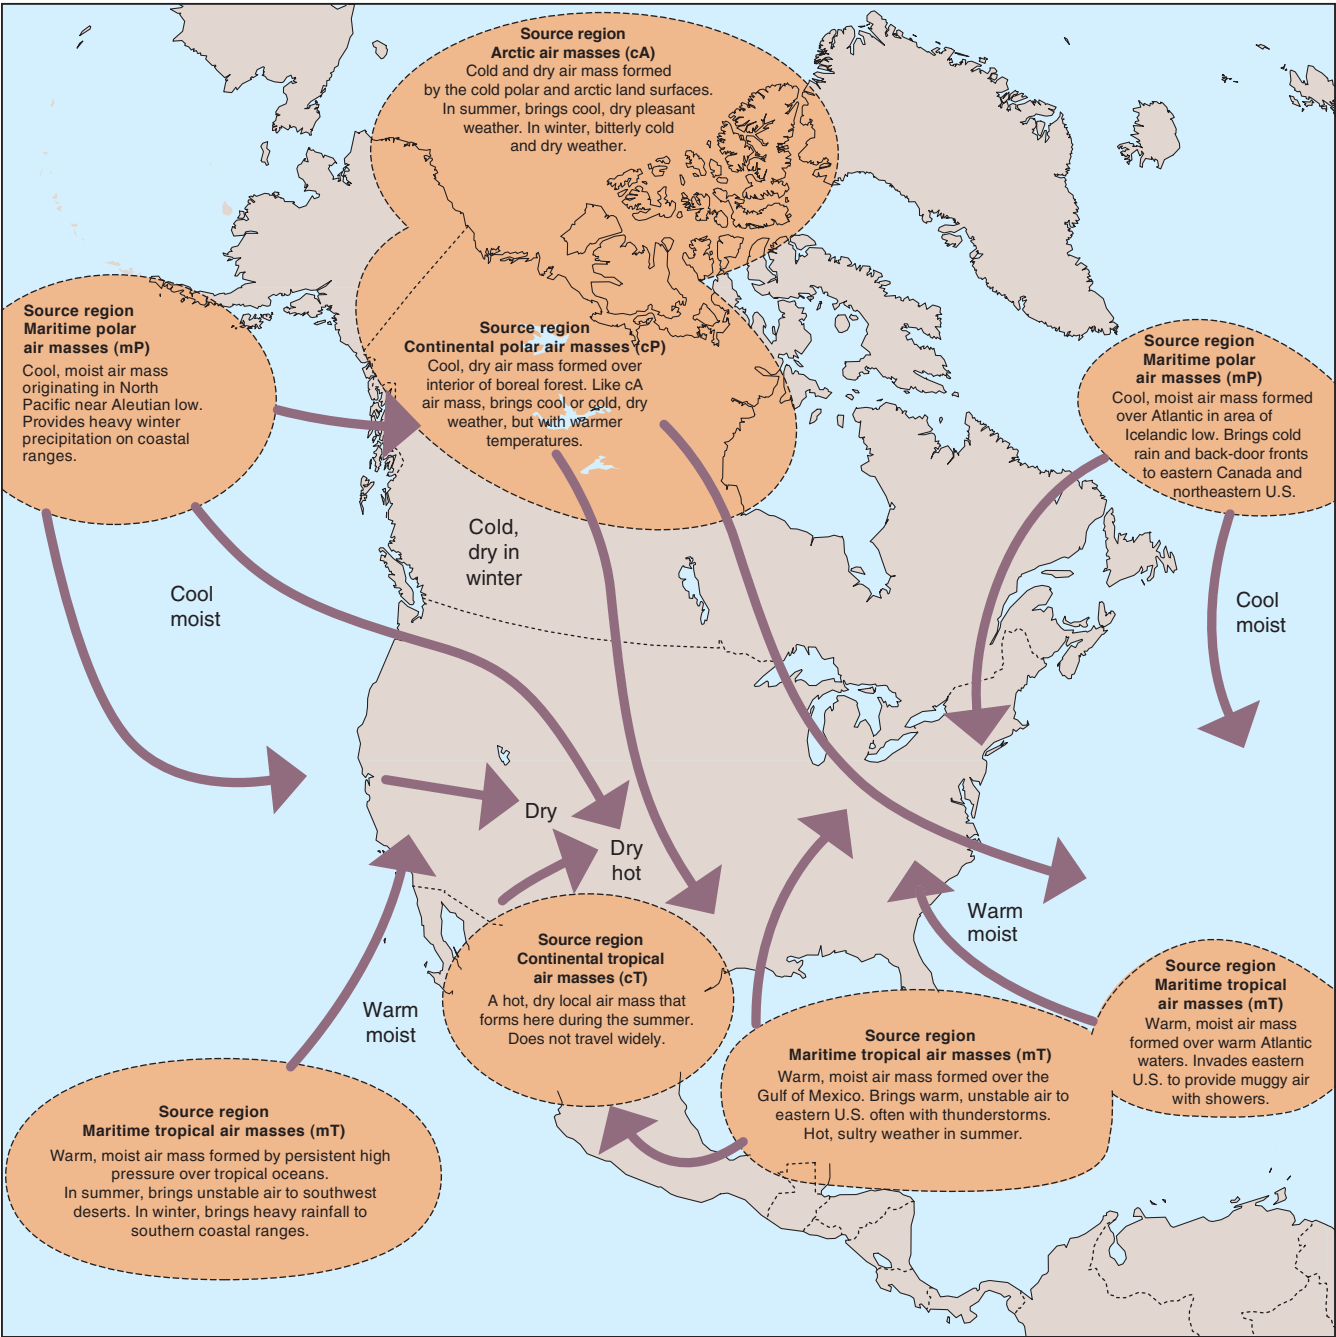 Source region
Arctic air masses (cA)
Cold and dry air mass formed
by the cold polar and arctic land surfaces.
In summer, brings cool, dry pleasant
weather. In winter, bitterly cold
and dry weather.
Source region
Maritime polar
air masses (mP)
Cool, moist air mass
originating in North
Pacific near Aleutian low.
Provides heavy winter
precipitation on coastal
ranges.
Source region
Continental polar air masses (cP)
Cool, dry air mass formed over
interior of boreal forest. Like cA
air mass, brings cool or cold, dry
weather, but with warmer
temperatures.
Source region
Maritime polar
air masses (mP)
Cool, moist air mass formed
over Atlantic in area of
Icelandic low. Brings cold
rain and back-door fronts
to eastern Canada and
northeastern U.S.
Cold,
dry in
winter
Cool
moist
Cool
moist
Dry
Dry
hot
Warm
moist
Warm
moist
Source region
Continental tropical
air masses (cT)
A hot, dry local air mass that
forms here during the summer.
Does not travel widely.
Source region
Maritime tropical
air masses (mT)
Warm, moist air mass
formed over warm Atlantic
waters. Invades eastern
U.S. to provide muggy air
with showers.
Source region
Maritime tropical air masses (mT)
Warm, moist air mass formed over the
Gulf of Mexico. Brings warm, unstable air to
eastern U.S. often with thunderstorms.
Hot, sultry weather in summer.
Source region
Maritime tropical air masses (mT)
Warm, moist air mass formed by persistent high
pressure over tropical oceans.
In summer, brings unstable air to southwest
deserts. In winter, brings heavy rainfall to
southern coastal ranges.